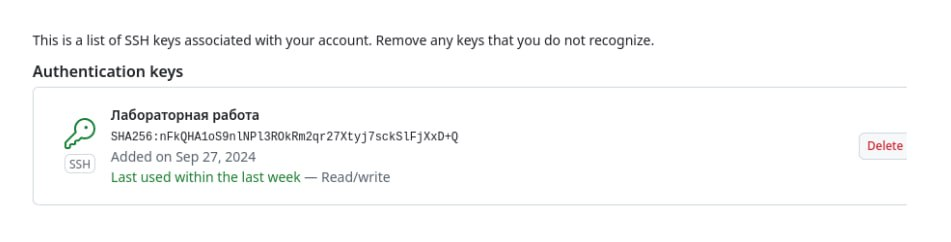 This is a list of SSH keys associated with your account. Remove any keys that you do not recognize.
Authentication keys
Лабораторная работа
SHA256:nFkQHA1oS9nlNPl3ROkRm2qr27Xtyj7sckSlFjXxD+Q
SSH
Added on Sep 27, 2024
Delete
Last used within the last week — Read/write